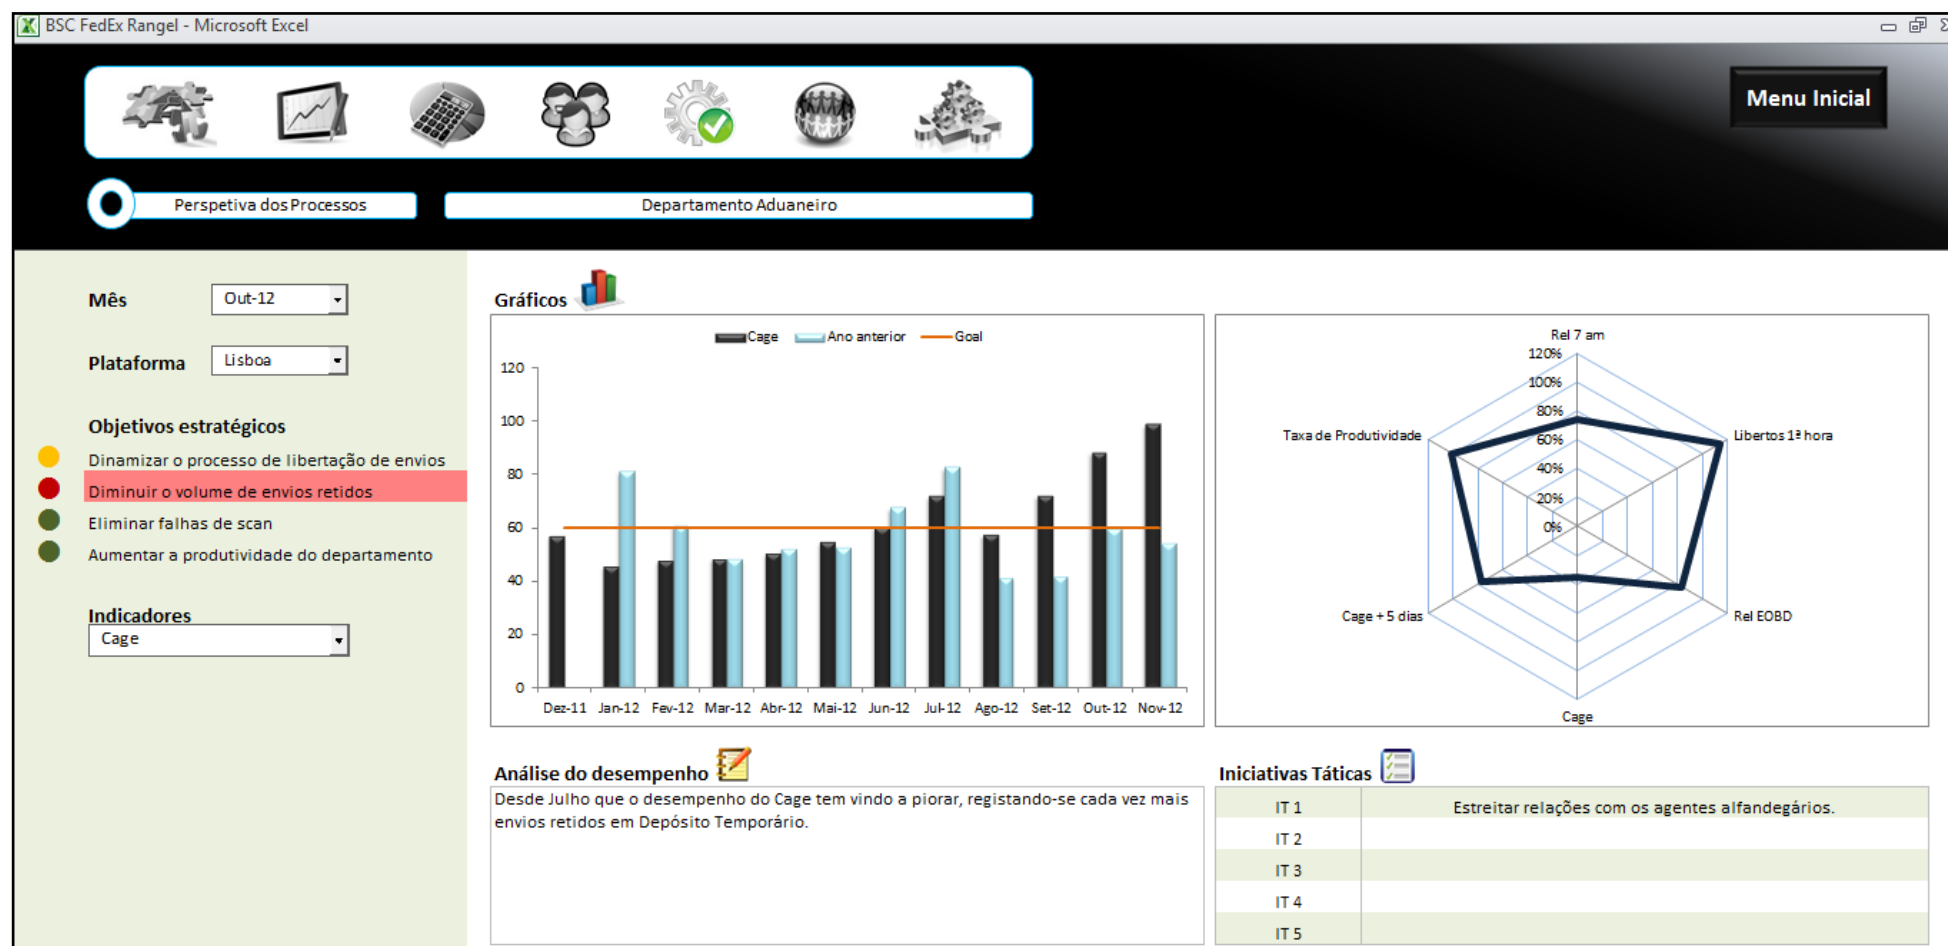 BSC FedEx Rangel - Microsoft Excel
Menu Inicial
Perspetiva dos Processos
Departamento Aduaneiro
Mês
Out-12
Plataforma
Lisboa
Objetivos estratégicos
Dinamizar o processo de libertação de envios
Diminuir o volume de envios retidos
Eliminar falhas de scan
Aumentar a produtividade do departamento
Indicadores
Cage
Gráficos
Cage Ano anterior Goal
120
100
80
60
40
20
0
Dez-11 Jan-12 Fev-12 Mar-12 Abr-12 Mai-12 Jun-12 Jul-12 Ago-12 Set-12 Out-12 Nov-12
Rel 7 am
120%
100%
80%
60%
40%
20%
0%
Taxa de Produtividade
Libertos 1ª hora
Cage + 5 dias
Rel EOBD
Cage
Análise do desempenho
Desde Julho que o desempenho do Cage tem vindo a piorar, registando-se cada vez mais
envios retidos em Depósito Temporário.
Iniciativas Táticas
IT 1 Estreitar relações com os agentes alfandegários.
IT 2
IT 3
IT 4
IT 5